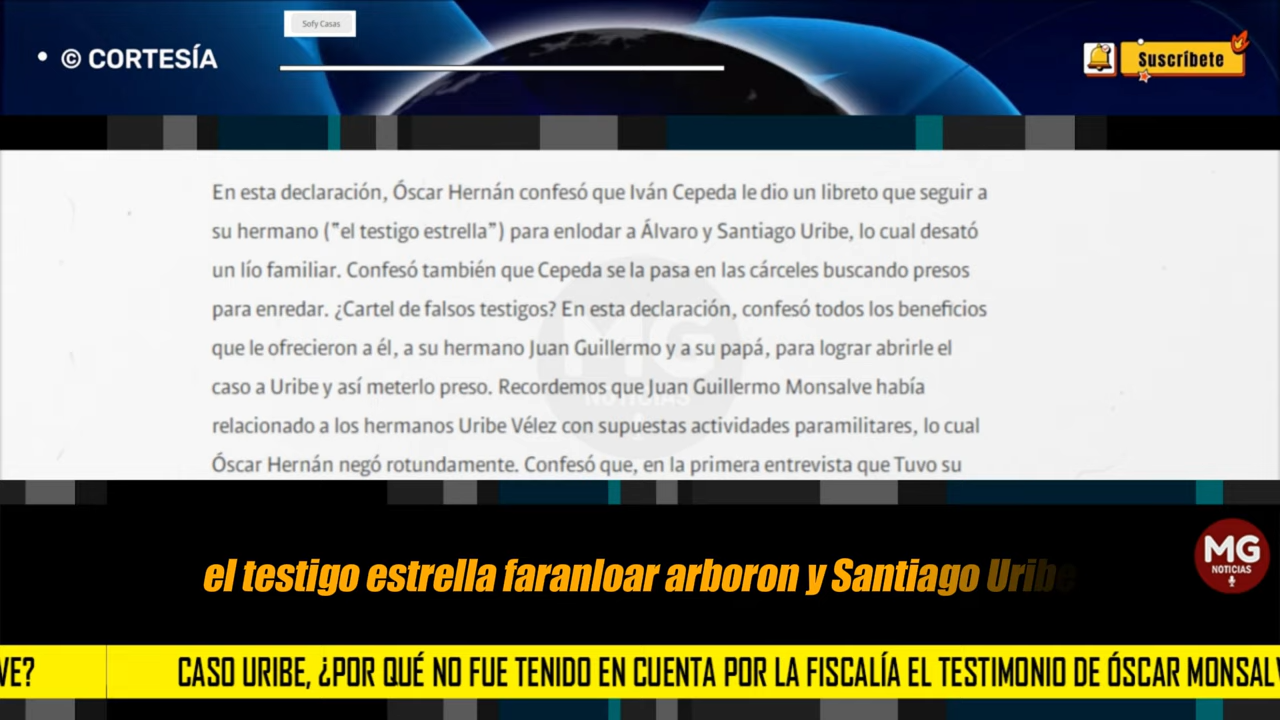 Sofy Casas
• © CORTESÍA
Suscríbete
En esta declaración, Óscar Hernán confesó que Iván Cepeda le dio un libreto que seguir a
su hermano ("el testigo estrella") para enlodar a Álvaro y Santiago Uribe, lo cual desató
un lío familiar. Confesó también que Cepeda se la pasa en las cárceles buscando presos
para enredar. ¿Cartel de falsos testigos? En esta declaración, confesó todos los beneficios
que le ofrecieron a él, a su hermano Juan Guillermo y a su papá, para lograr abrirle el
caso a Uribe y así meterlo preso. Recordemos que Juan Guillermo Monsalve había
relacionado a los hermanos Uribe Vélez con supuestas actividades paramilitares, lo cual
Óscar Hernán negó rotundamente. Confesó que, en la primera entrevista que Tuvo su
MG
NOTICIAS
el testigo estrella faranloar arboron y Santiago Uribe
MG
NOTICIAS
VE? CASO URIBE, ¿POR QUÉ NO FUE TENIDO EN CUENTA POR LA FISCALÍA EL TESTIMONIO DE ÓSCAR MONSALV